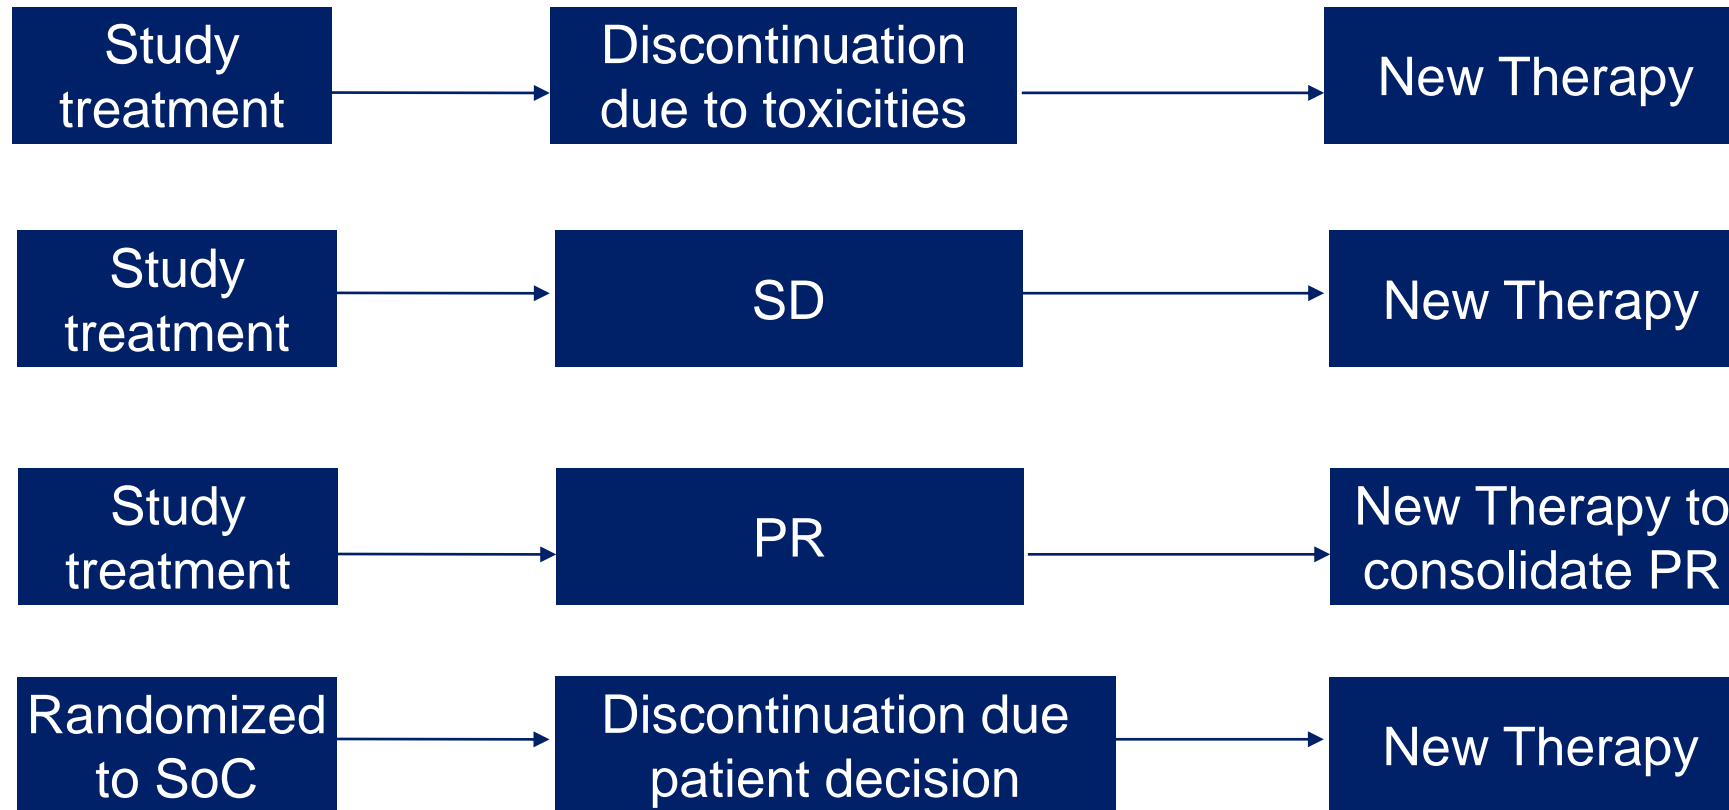 Study
treatment
Discontinuation
due to toxicities
New Therapy
Study
treatment
SD
New Therapy
Study
treatment
PR
New Therapy to
consolidate PR
Randomized
to SoC
Discontinuation due
patient decision
New Therapy